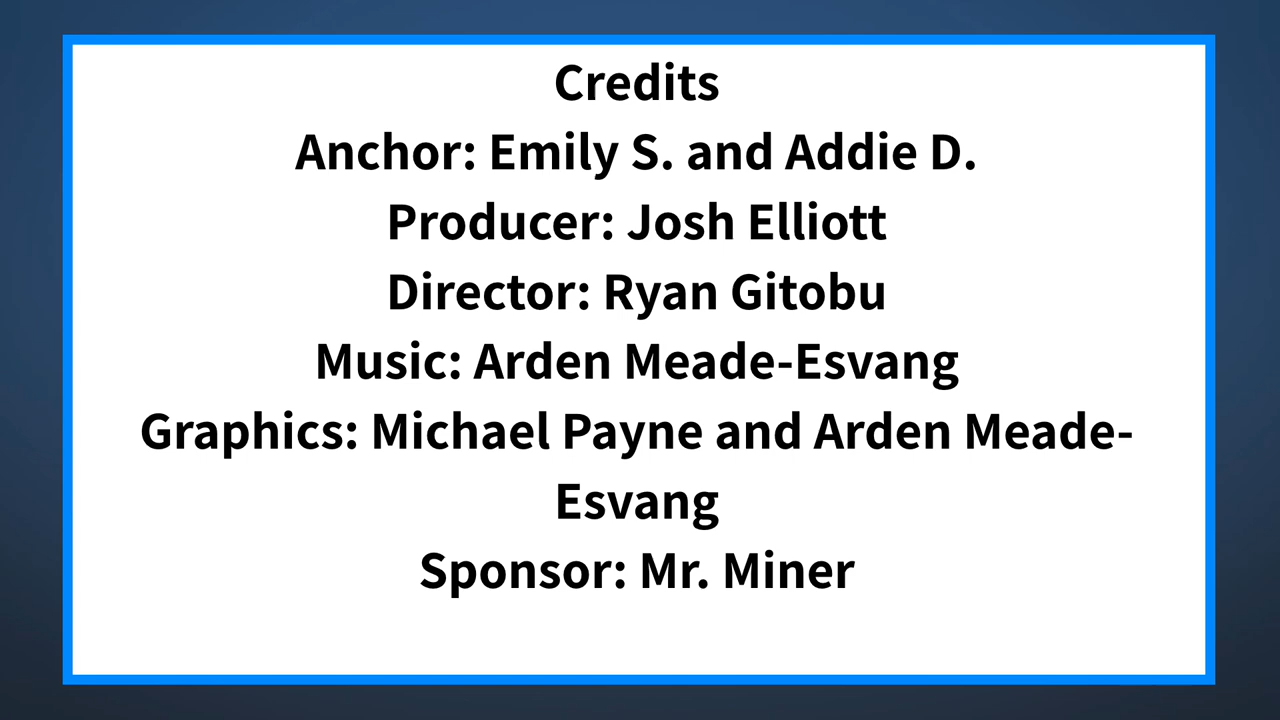 Credits
Anchor: Emily S. and Addie D.
Producer: Josh Elliott
Director: Ryan Gitobu
Music: Arden Meade-Esvang
Graphics: Michael Payne and Arden Meade-
Esvang
Sponsor: Mr. Miner